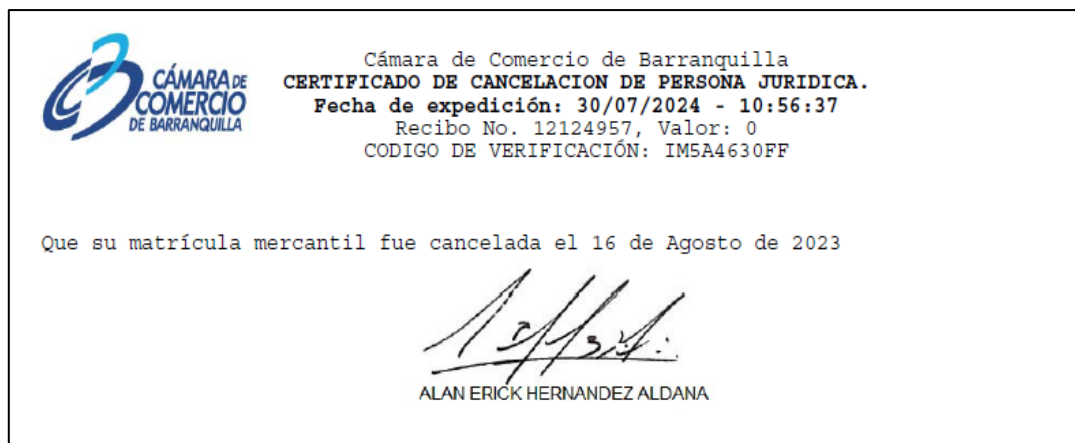 CÁMARA DE
COMERCIO
DE BARRANQUILLA
Cámara de Comercio de Barranquilla
CERTIFICADO DE CANCELACION DE PERSONA JURIDICA.
Fecha de expedición: 30/07/2024 - 10:56:37
Recibo No. 12124957, Valor: 0
CODIGO DE VERIFICACIÓN: IM5A4630FF
Que su matrícula mercantil fue cancelada el 16 de Agosto de 2023
ALAN ERICK HERNANDEZ ALDANA